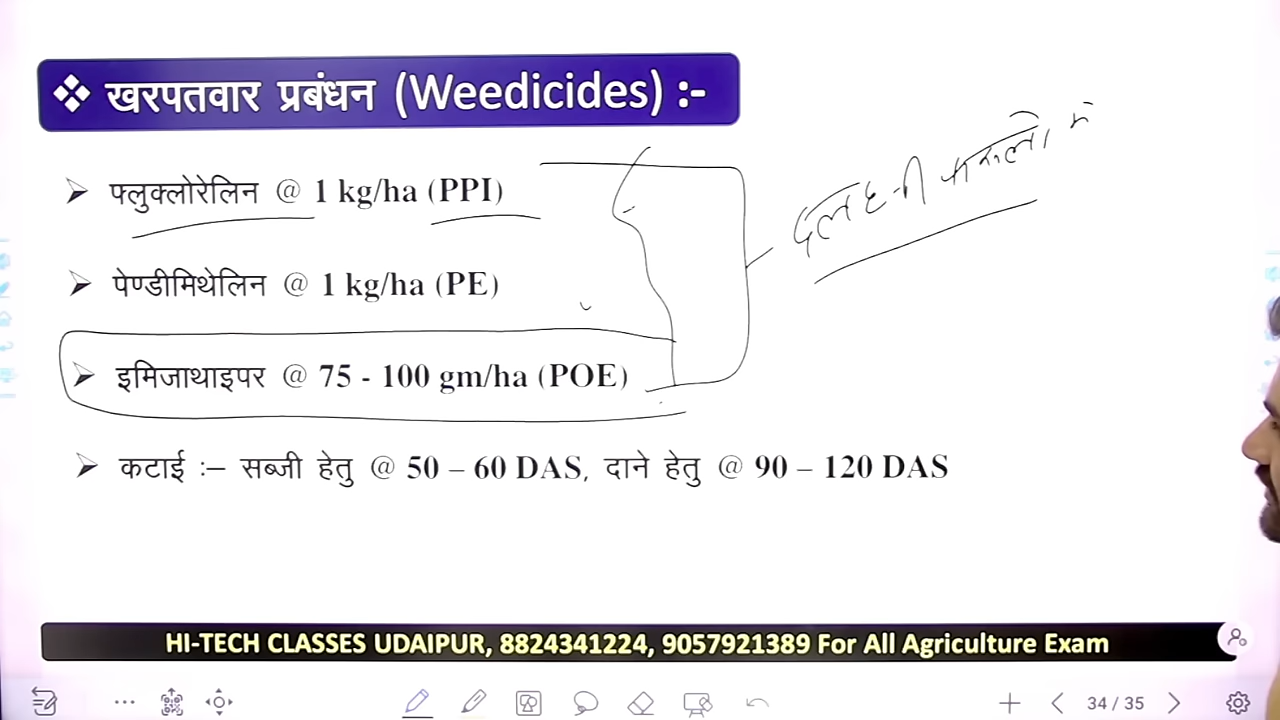 ❖ खरपतवार प्रबंधन (Weedicides) :-
➢ फ्लुक्लोरेलिन @ 1 kg/ha (PPI)
➢ पेण्डीमिथेलिन @ 1 kg/ha (PE)
➢ इमिजाथाइपर @ 75 - 100 gm/ha (POE)
➢ कटाई :– सब्जी हेतु @ 50 – 60 DAS, दाने हेतु @ 90 – 120 DAS
दलहनी फसलों में
HI-TECH CLASSES UDAIPUR, 8824341224, 9057921389 For All Agriculture Exam
34 / 35